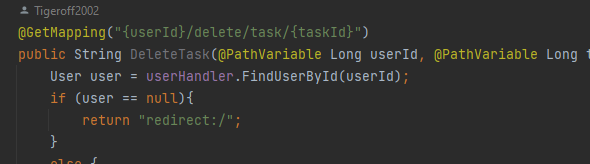 Tigeroff2002
@GetMapping("{userId}/delete/task/{taskId}")
public String DeleteTask(@PathVariable Long userId, @PathVariable Long
User user = userHandler.FindUserById(userId);
if (user == null){
return "redirect:/";
}
else {